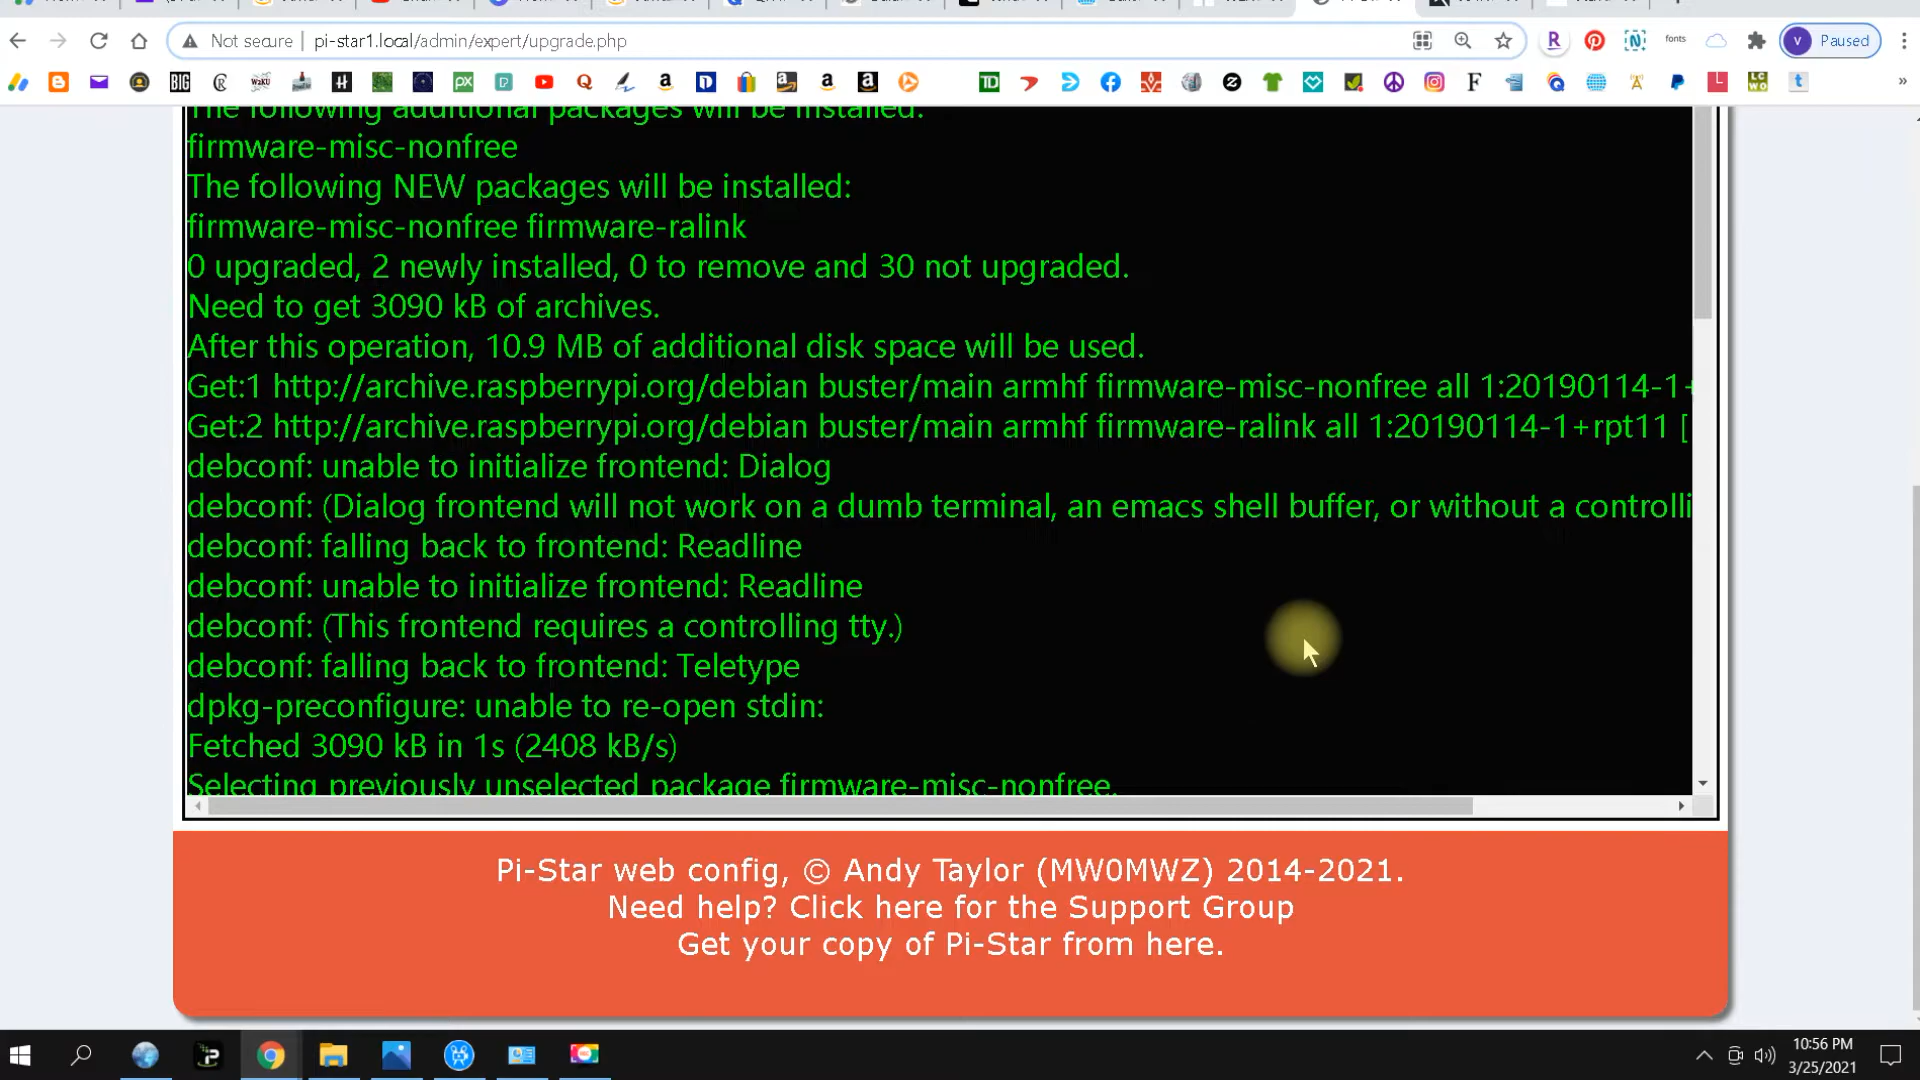 Not secure
pi-star1.local/admin/expert/upgrade.php
fonts
Paused
The following additional packages will be installed:
firmware-misc-nonfree
The following NEW packages will be installed:
firmware-misc-nonfree firmware-ralink
0 upgraded, 2 newly installed, 0 to remove and 30 not upgraded.
Need to get 3090 kB of archives.
After this operation, 10.9 MB of additional disk space will be used.
Get:1 http://archive.raspberrypi.org/debian buster/main armhf firmware-misc-nonfree all 1:20190114-1+
Get:2 http://archive.raspberrypi.org/debian buster/main armhf firmware-ralink all 1:20190114-1+rpt11 [
debconf: unable to initialize frontend: Dialog
debconf: (Dialog frontend will not work on a dumb terminal, an emacs shell buffer, or without a controlli
debconf: falling back to frontend: Readline
debconf: unable to initialize frontend: Readline
debconf: (This frontend requires a controlling tty.)
debconf: falling back to frontend: Teletype
dpkg-preconfigure: unable to re-open stdin:
Fetched 3090 kB in 1s (2408 kB/s)
Selecting previously unselected package firmware-misc-nonfree.
Pi-Star web config, © Andy Taylor (MW0MWZ) 2014-2021.
Need help? Click here for the Support Group
Get your copy of Pi-Star from here.
10:56 PM
3/25/2021